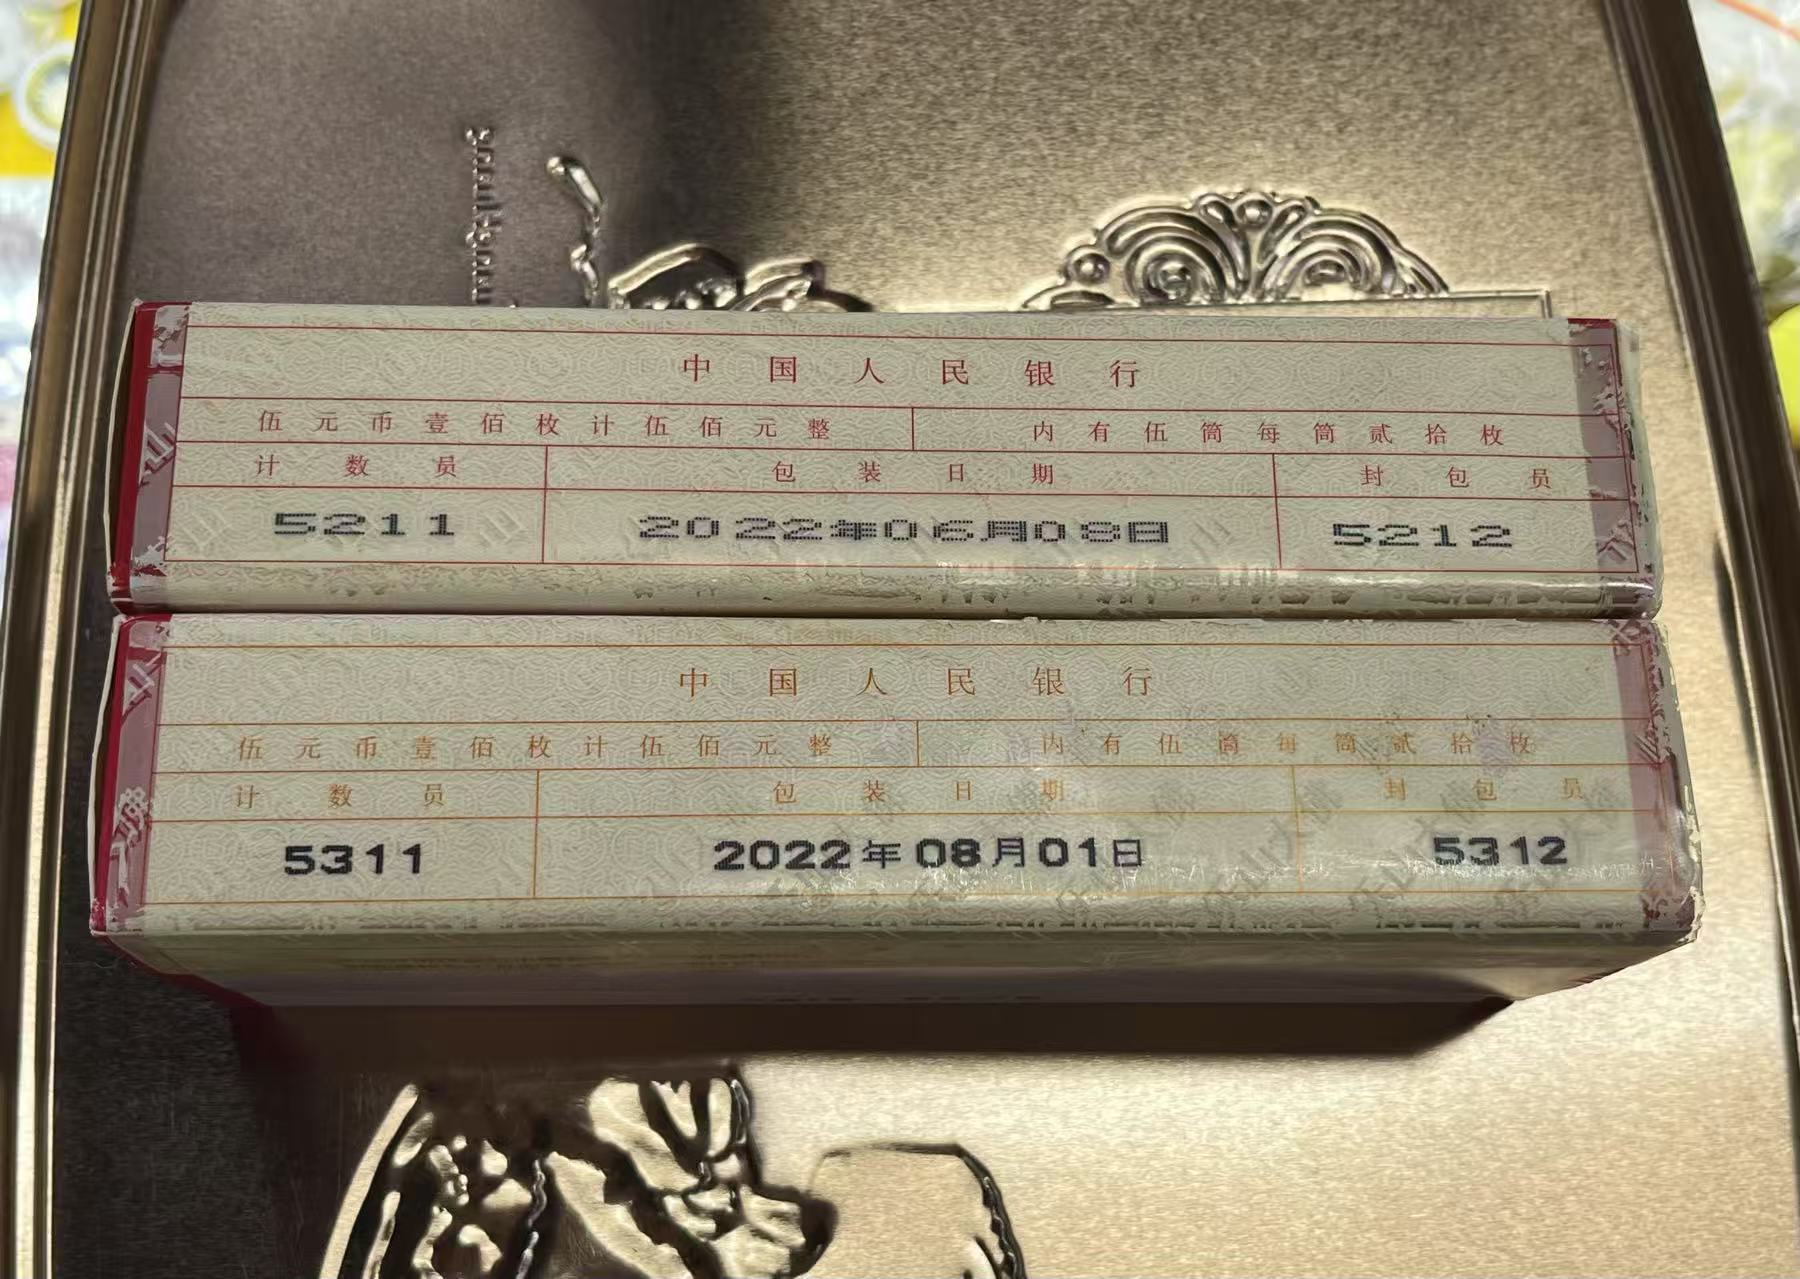 中国人民银行
伍元币壹佰枚计伍佰元整 内有伍筒每筒贰拾枚
计数员 包装日期 封包员
5211 2022年06月08日 5212
中国人民银行
伍元币壹佰枚计伍佰元整 内有伍筒每筒贰拾枚
计数员 包装日期 封包员
5311 2022年08月01日 5312